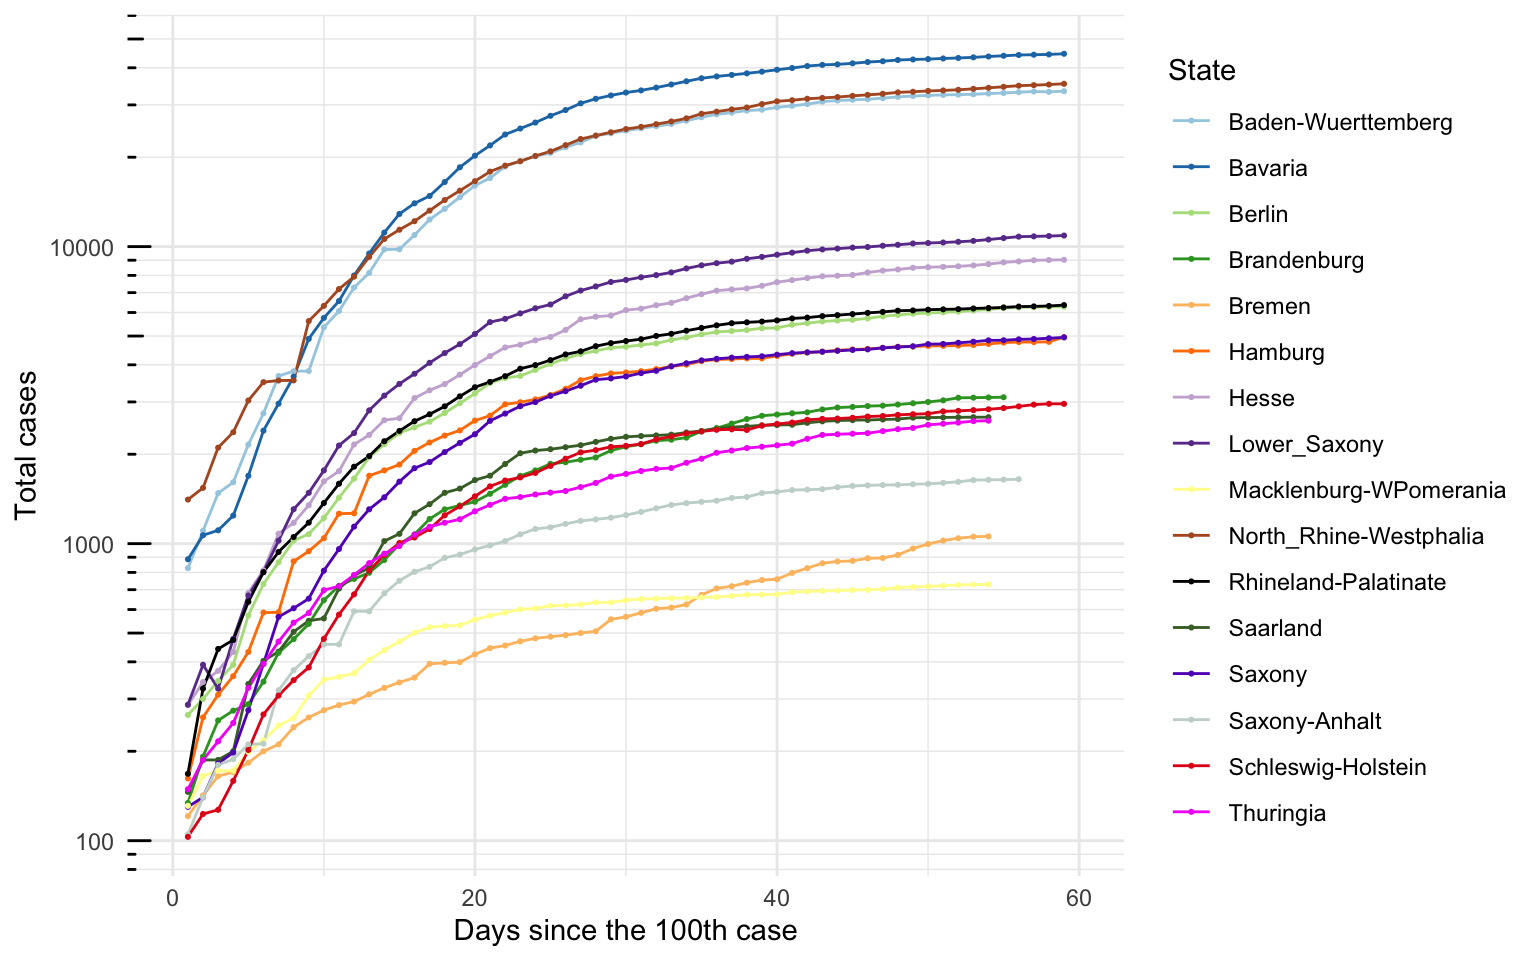 Total cases
10000
1000
100
0
20
40
60
Days since the 100th case
State
Baden-Wuerttemberg
Bavaria
Berlin
Brandenburg
Bremen
Hamburg
Hesse
Lower_Saxony
Macklenburg-WPomerania
North_Rhine-Westphalia
Rhineland-Palatinate
Saarland
Saxony
Saxony-Anhalt
Schleswig-Holstein
Thuringia